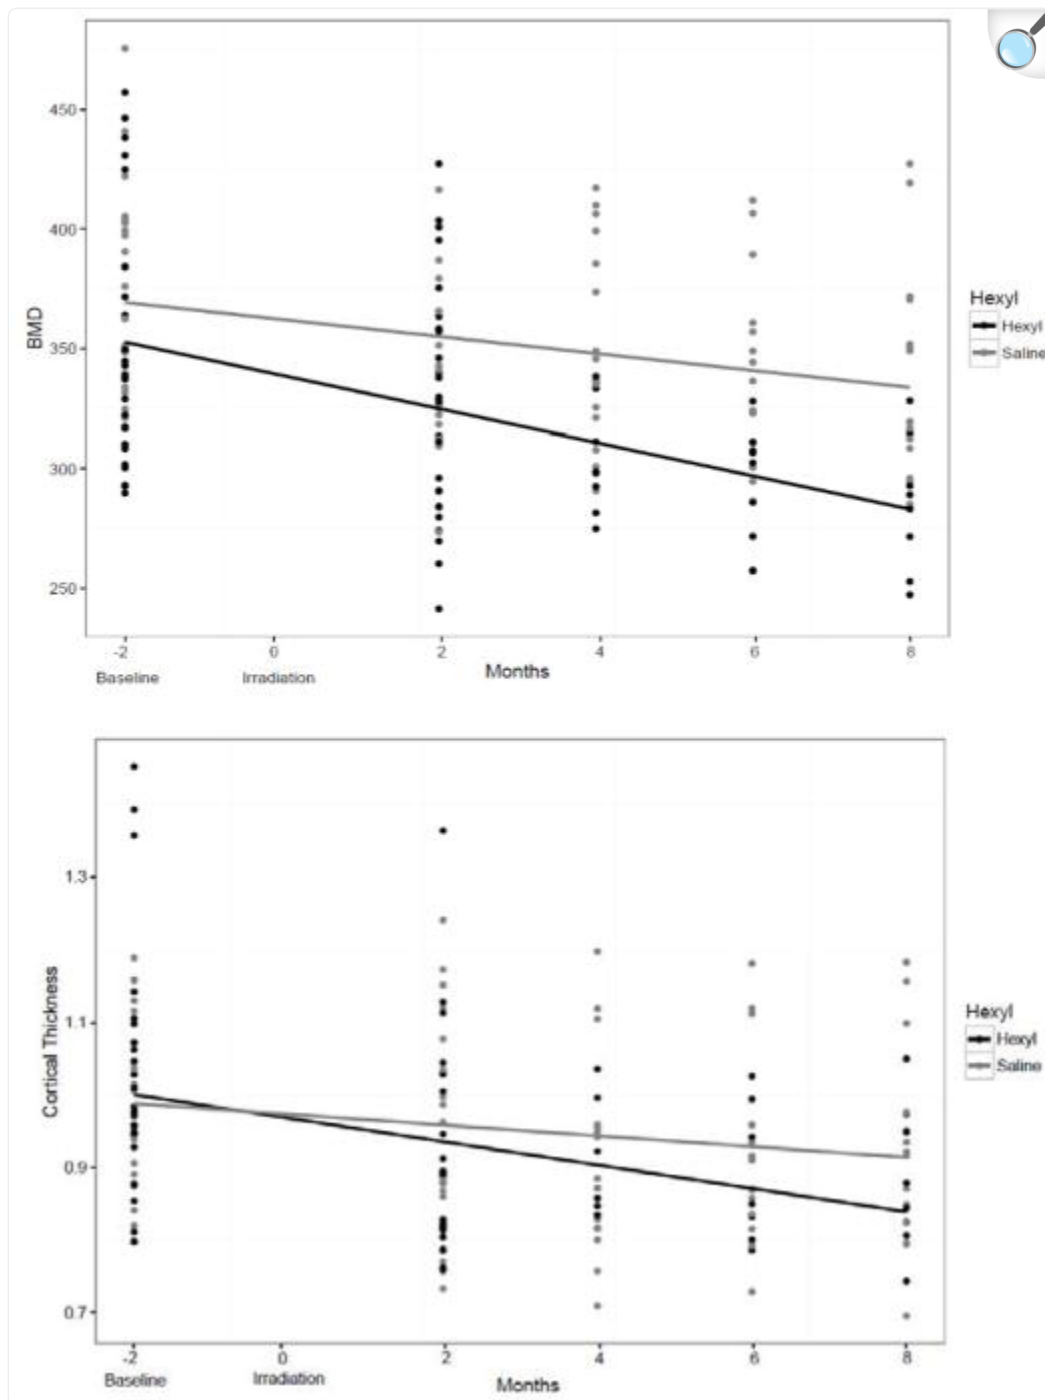 450
400
350
300
250
BMD
Hexyl
Hexyl
Saline
-2 0 2 4 6 8
Baseline Irradiation Months
1.3
1.1
0.9
0.7
Cortical Thickness
Hexyl
Hexyl
Saline
-2 0 2 4 6 8
Baseline Irradiation Months